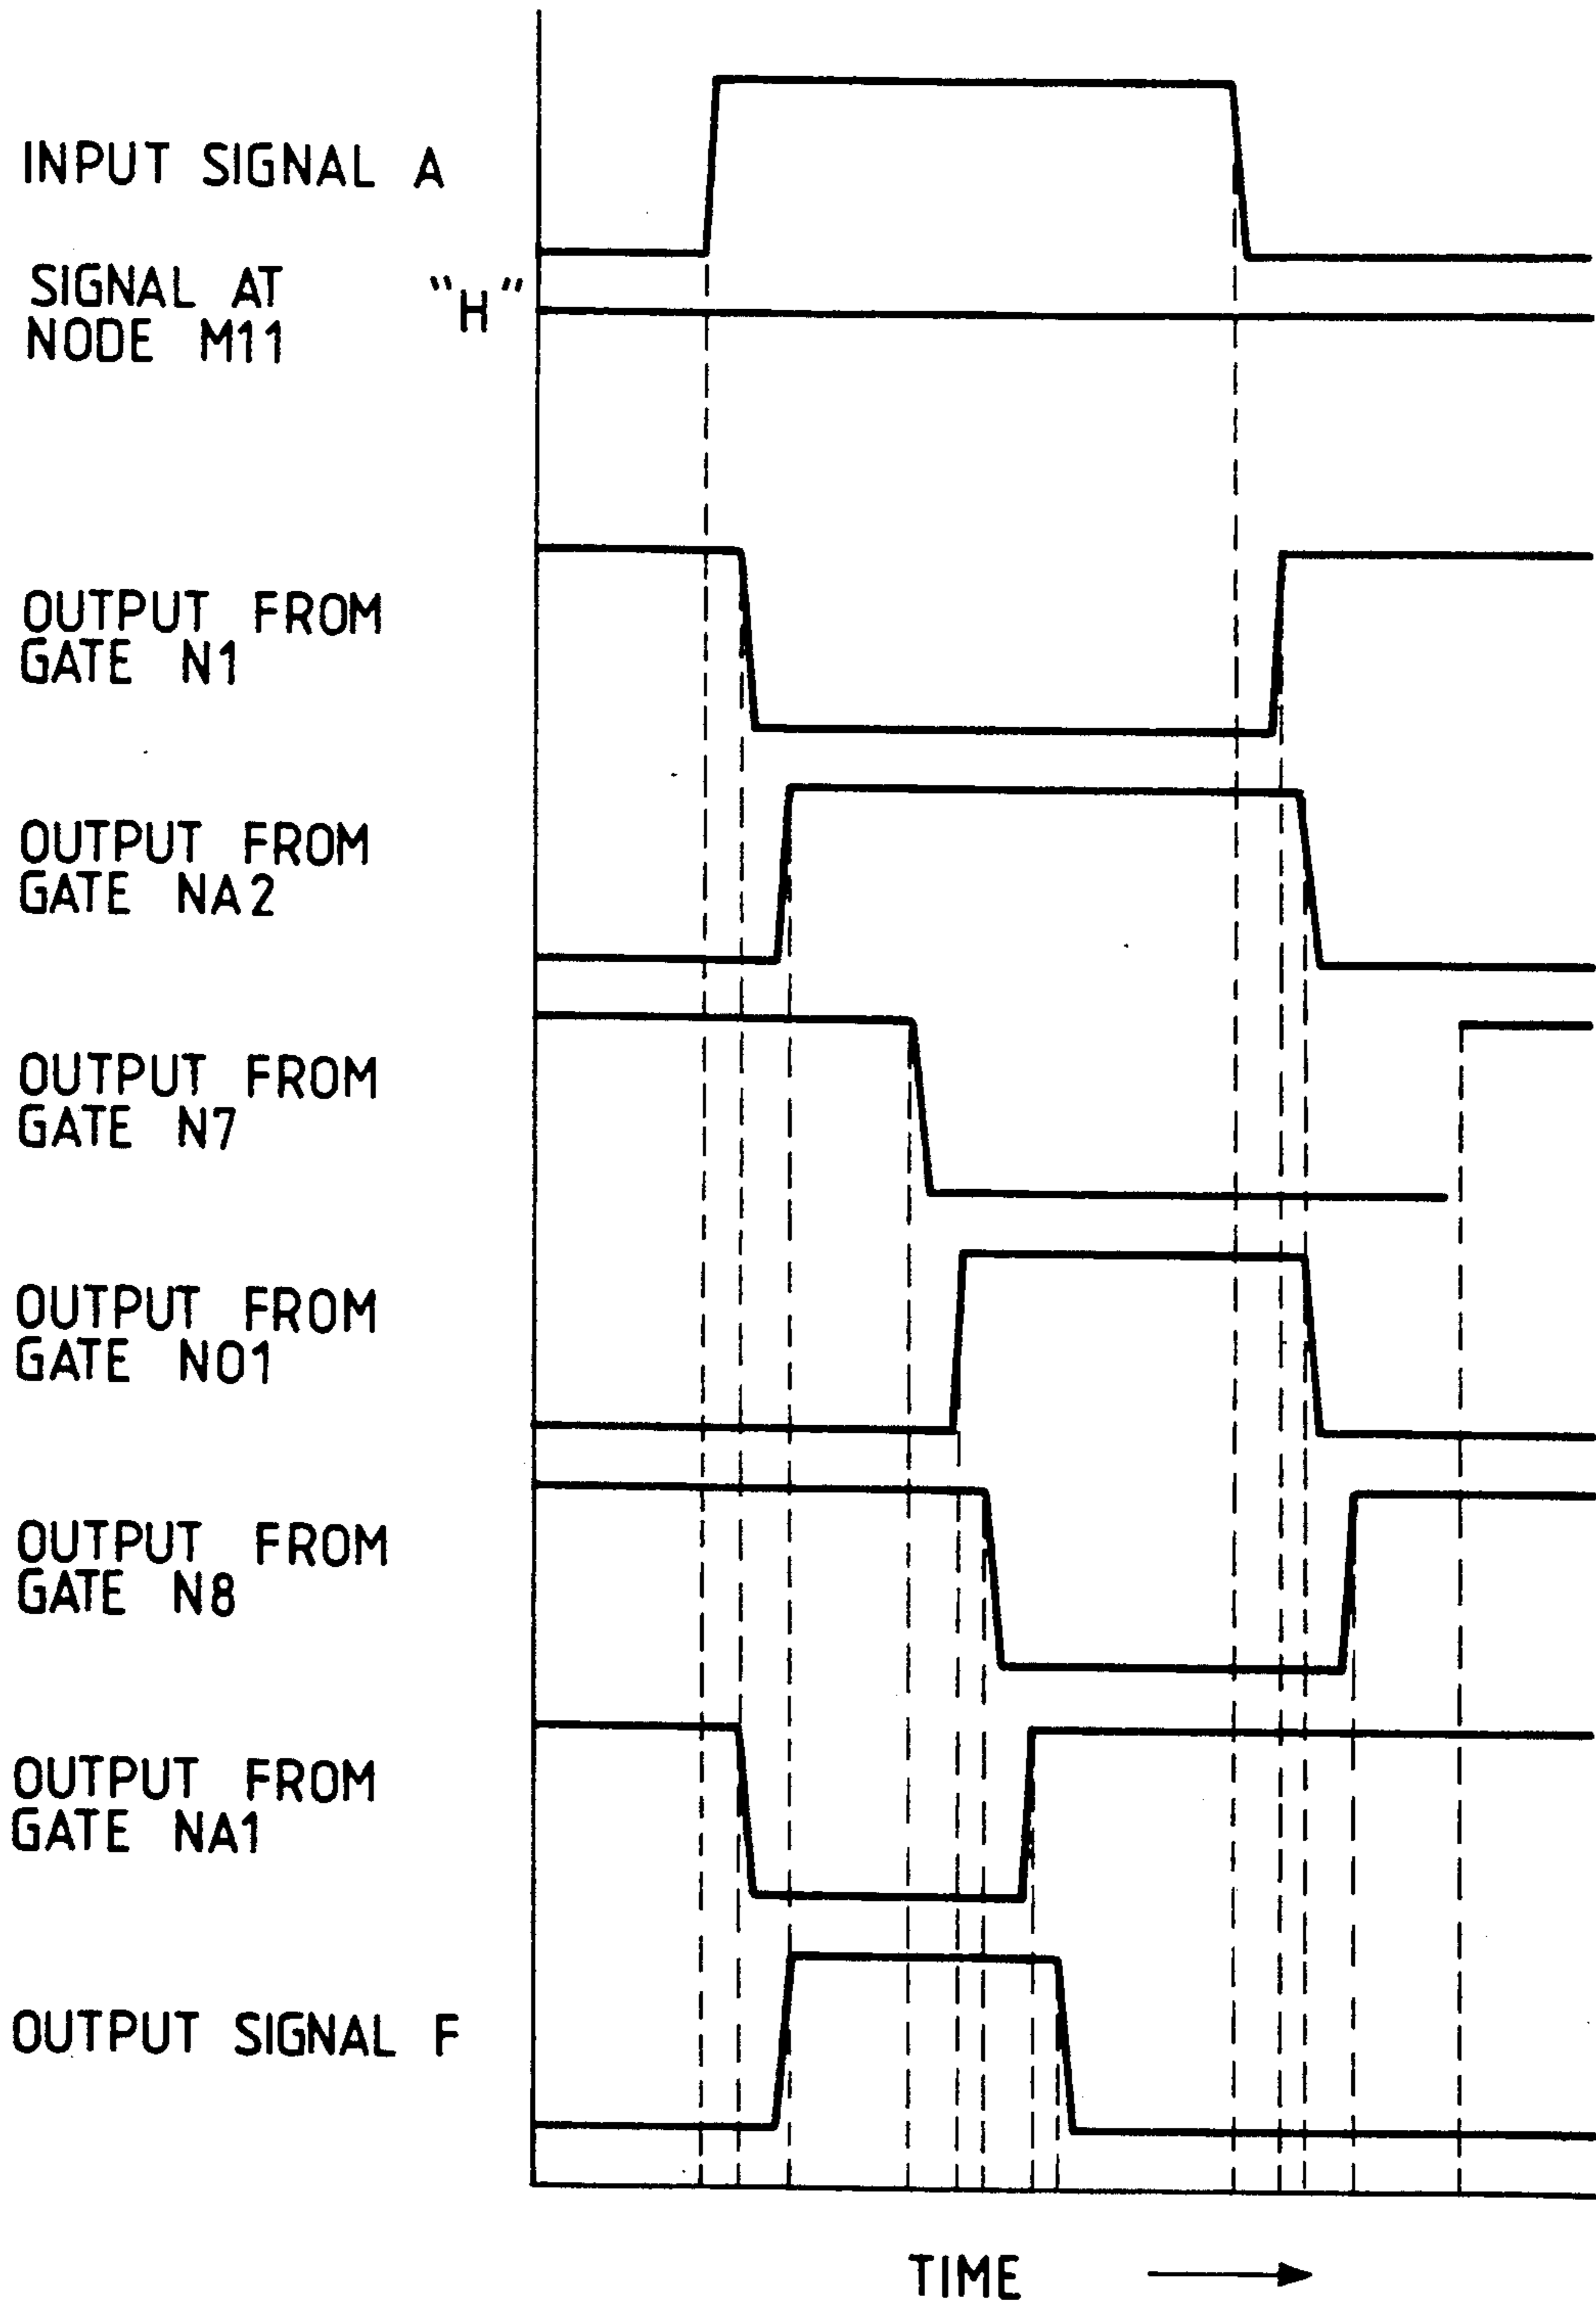 INPUT SIGNAL A
SIGNAL AT
NODE M11
"H"
OUTPUT FROM
GATE N1
OUTPUT FROM
GATE NA2
OUTPUT FROM
GATE N7
OUTPUT FROM
GATE NO1
OUTPUT FROM
GATE N8
OUTPUT FROM
GATE NA1
OUTPUT SIGNAL F
TIME